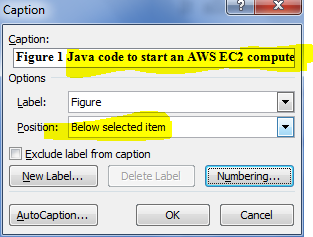 Caption
Caption:
Figure 1 Java code to start an AWS EC2 compute
Options
Label: Figure
Position: Below selected item
Exclude label from caption
New Label... Delete Label Numbering...
AutoCaption... OK Cancel